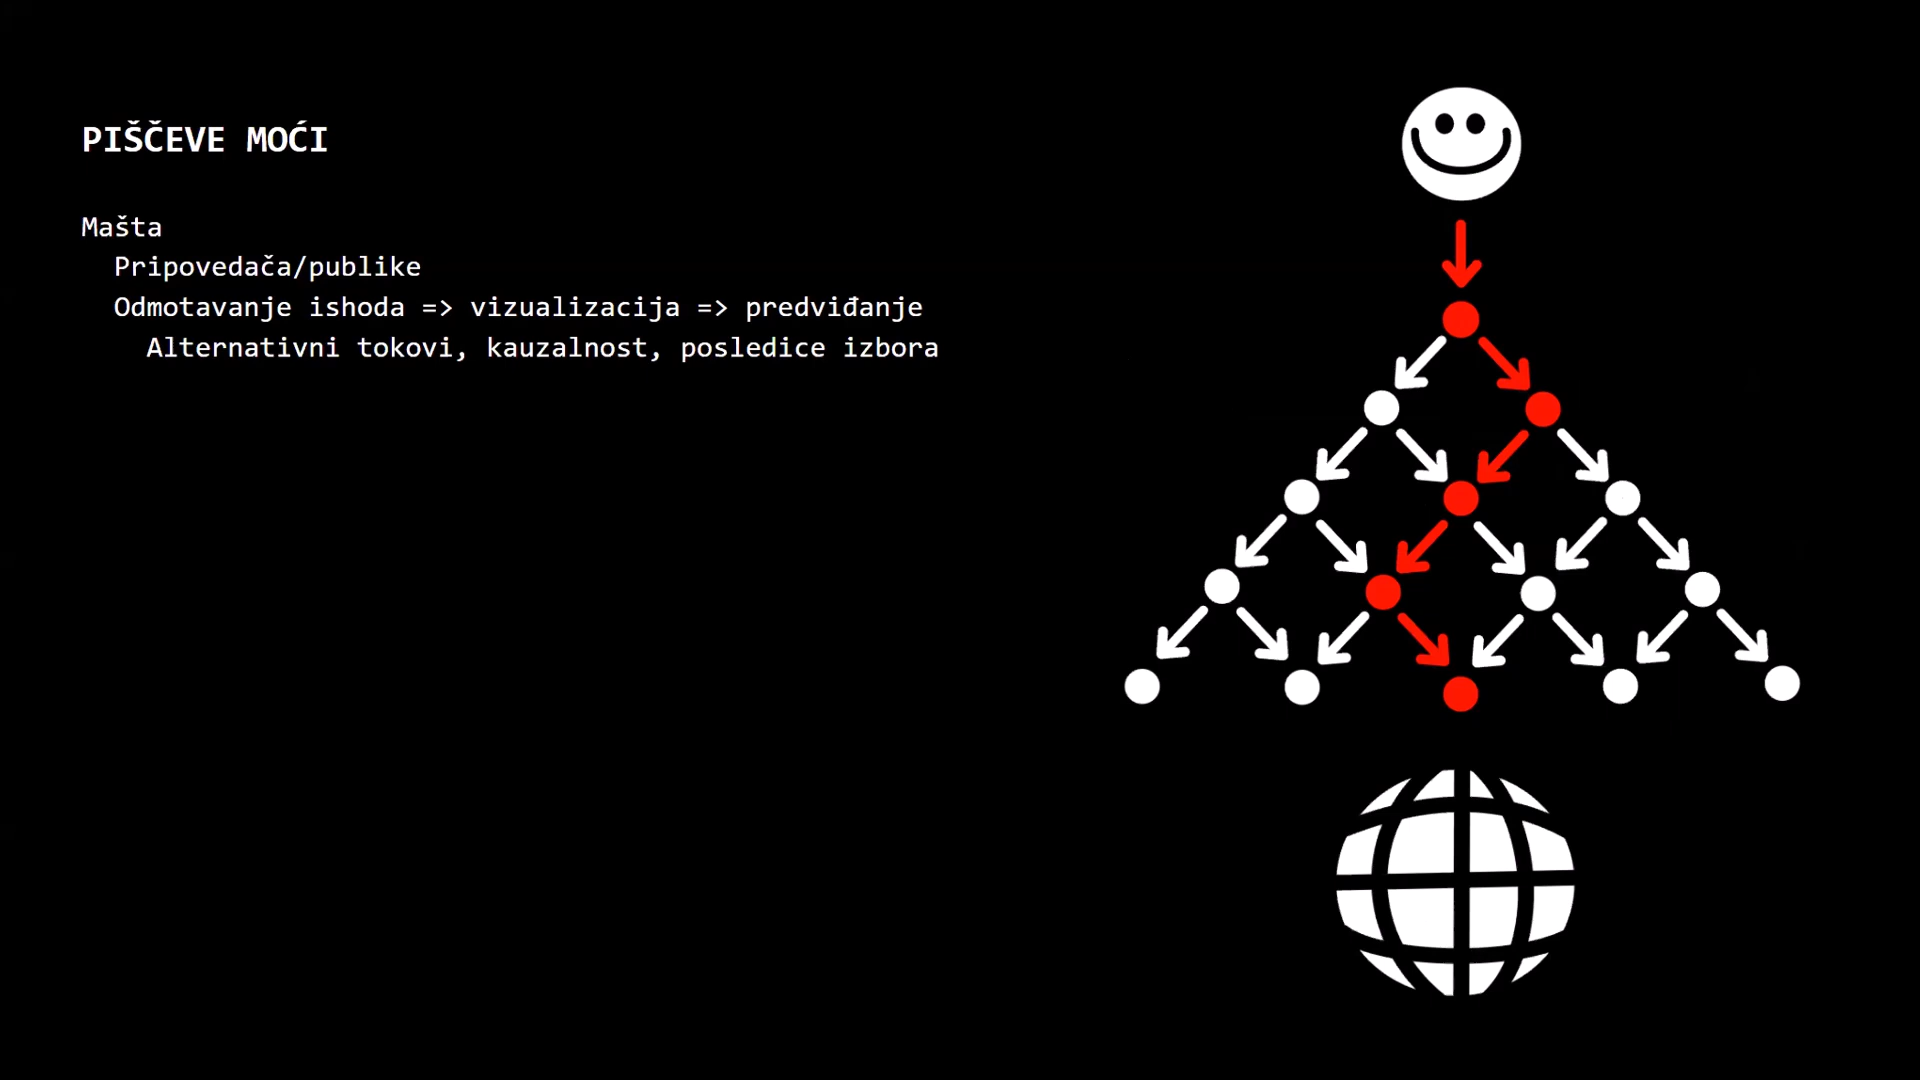 PIŠČEVE MOĆI
Mašta
Pripovedača/publike
Odmotavanje ishoda => vizualizacija => predviđanje
Alternativni tokovi, kauzalnost, posledice izbora